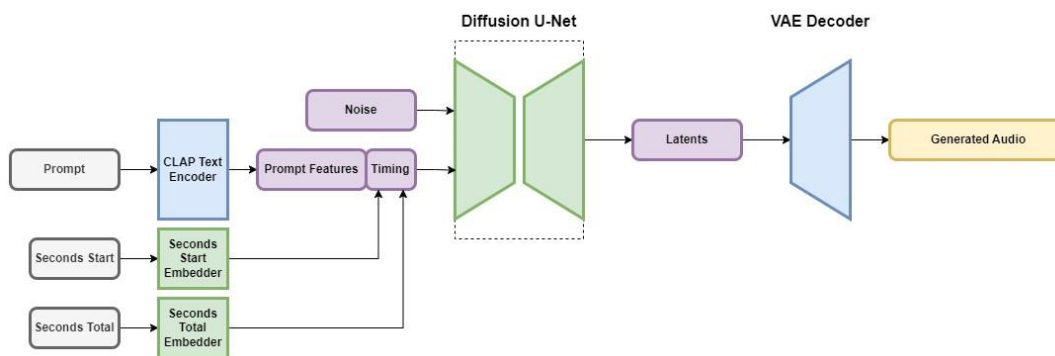 Diffusion U-Net
VAE Decoder
Noise
Prompt
CLAP Text
Encoder
Prompt Features
Timing
Latents
Generated Audio
Seconds Start
Seconds
Start
Embedder
Seconds Total
Seconds
Total
Embedder